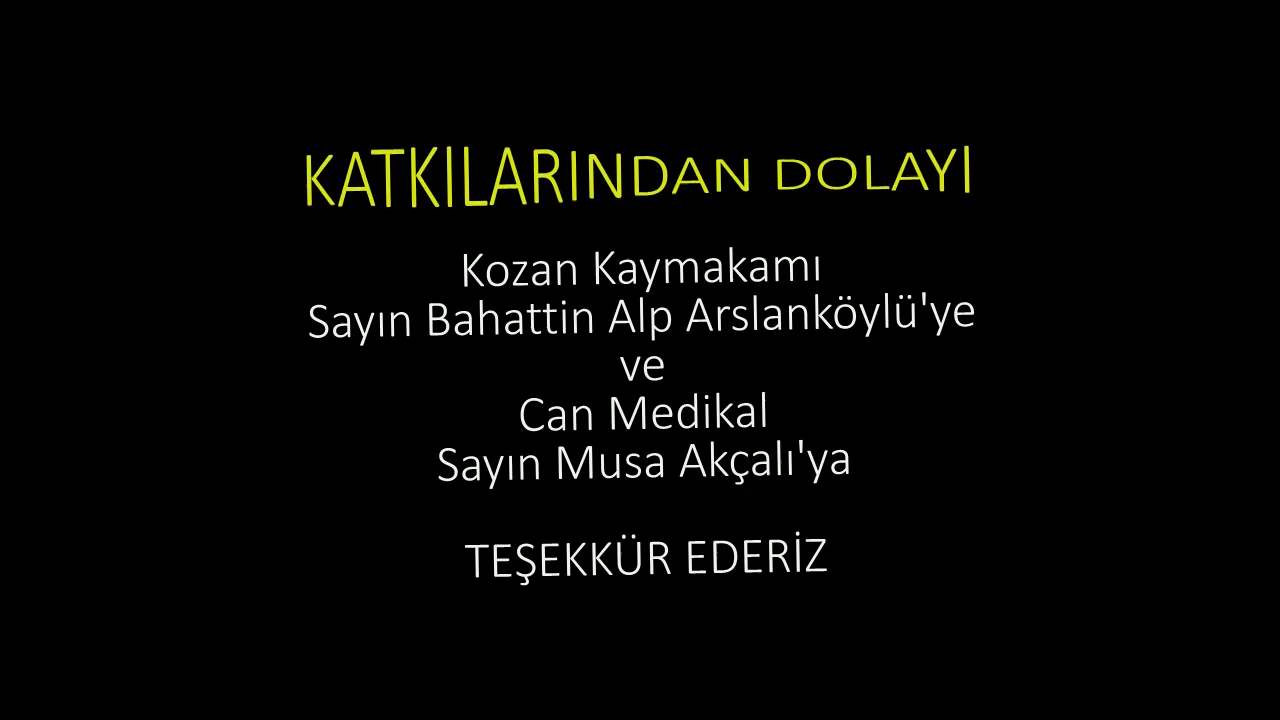 KATKILARINDAN DOLAYI
Kozan Kaymakamı
Sayın Bahattin Alp Arslanköylü'ye
ve
Can Medikal
Sayın Musa Akçalı'ya
TEŞEKKÜR EDERİZ